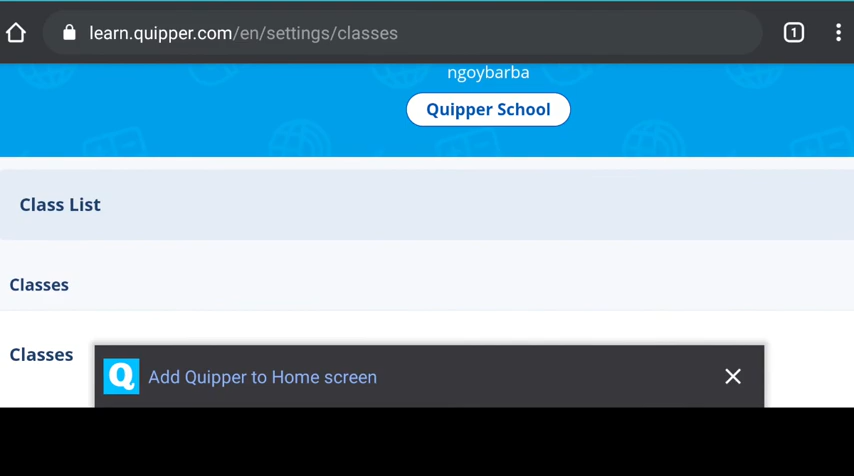 learn.quipper.com/en/settings/classes
1
ngoybarba
Quipper School
Class List
Classes
Classes
Q Add Quipper to Home screen